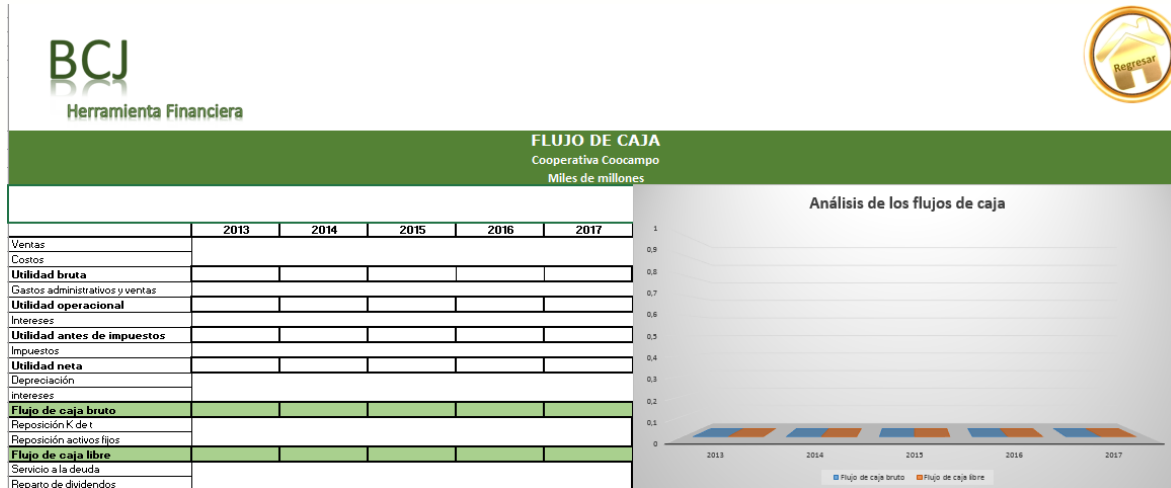 BCJ
Herramienta Financiera
Regresar
FLUJO DE CAJA
Cooperativa Coocampo
Miles de millones
2013 2014 2015 2016 2017
Ventas
Costos
Utilidad bruta
Gastos administrativos y ventas
Utilidad operacional
Intereses
Utilidad antes de impuestos
Impuestos
Utilidad neta
Depreciación
intereses
Flujo de caja bruto
Reposición K de t
Reposición activos fijos
Flujo de caja libre
Servicio a la deuda
Reparto de dividendos
Análisis de los flujos de caja
1
0,9
0,8
0,7
0,6
0,5
0,4
0,3
0,2
0,1
0
2013 2014 2015 2016 2017
Flujo de caja bruto Flujo de caja libre